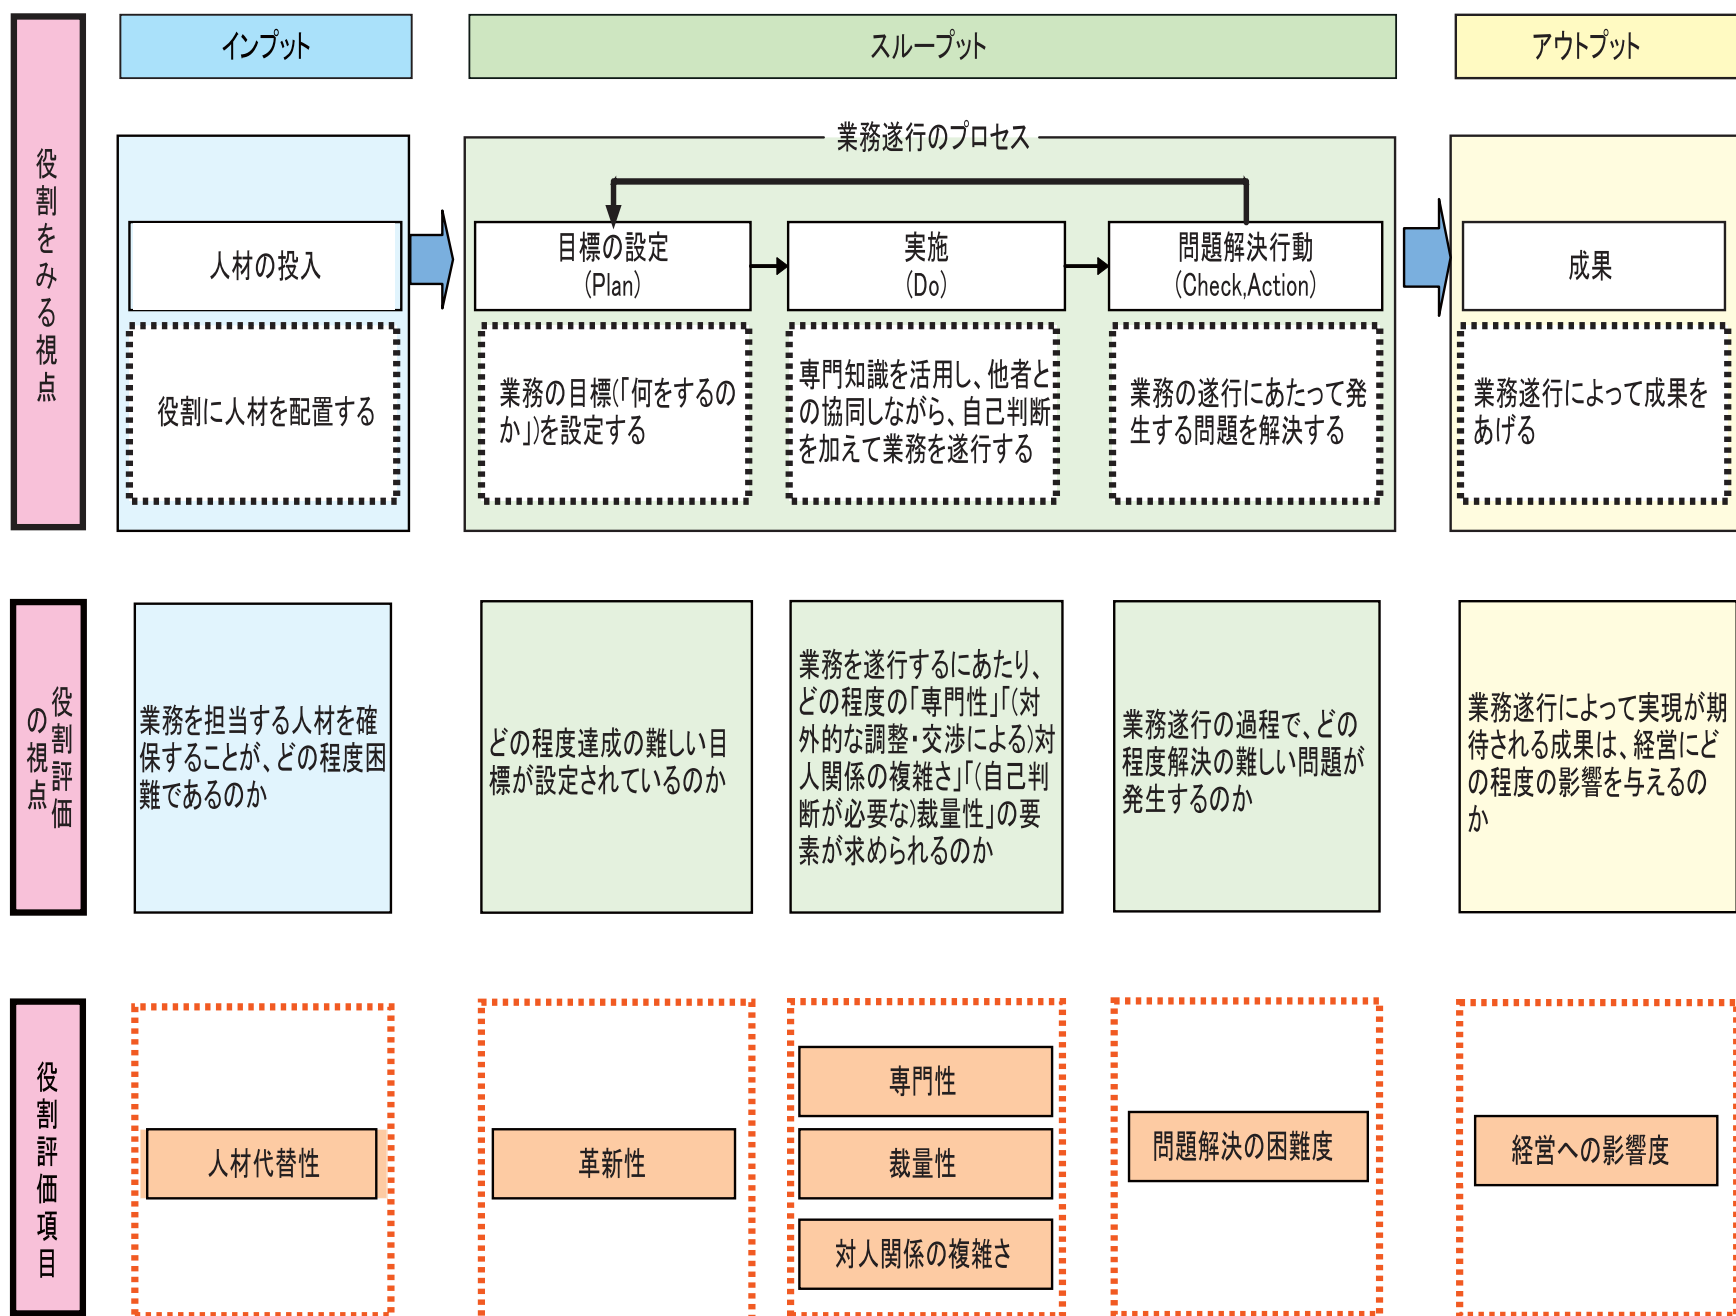 インプット
スループット
アウトプット
役割をみる視点
業務遂行のプロセス
人材の投入
目標の設定
(Plan)
実施
(Do)
問題解決行動
(Check,Action)
成果
役割に人材を配置する
業務の目標(「何をするの
か」)を設定する
専門知識を活用し、他者と
の協同しながら、自己判断
を加えて業務を遂行する
業務の遂行にあたって発
生する問題を解決する
業務遂行によって成果を
あげる
役割評価
の視点
業務を担当する人材を確
保することが、どの程度困
難であるのか
どの程度達成の難しい目
標が設定されているのか
業務を遂行するにあたり、
どの程度の「専門性」「(対
外的な調整・交渉による)対
人関係の複雑さ」「(自己判
断が必要な)裁量性」の要
素が求められるのか
業務遂行の過程で、どの
程度解決の難しい問題が
発生するのか
業務遂行によって実現が期
待される成果は、経営にど
の程度の影響を与えるの
か
役割評価項目
人材代替性
革新性
専門性
裁量性
対人関係の複雑さ
問題解決の困難度
経営への影響度